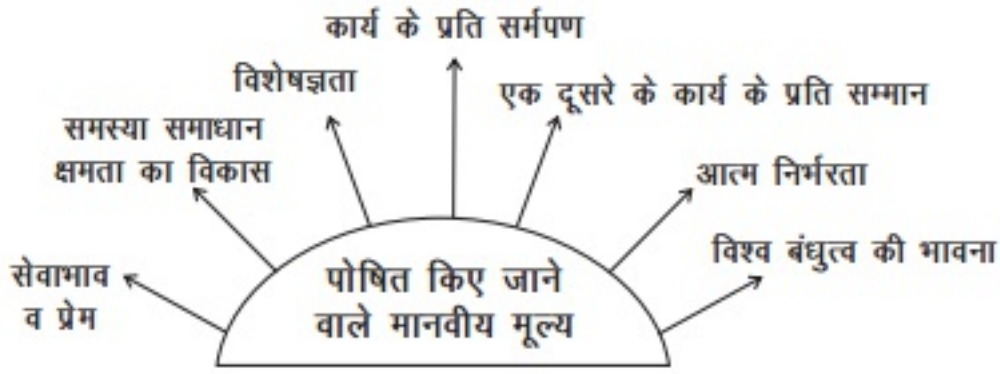 कार्य के प्रति सर्मपण
विशेषज्ञता
एक दूसरे के कार्य के प्रति सम्मान
समस्या समाधान
क्षमता का विकास
आत्म निर्भरता
विश्व बंधुत्व की भावना
सेवाभाव
व प्रेम
पोषित किए जाने
वाले मानवीय मूल्य